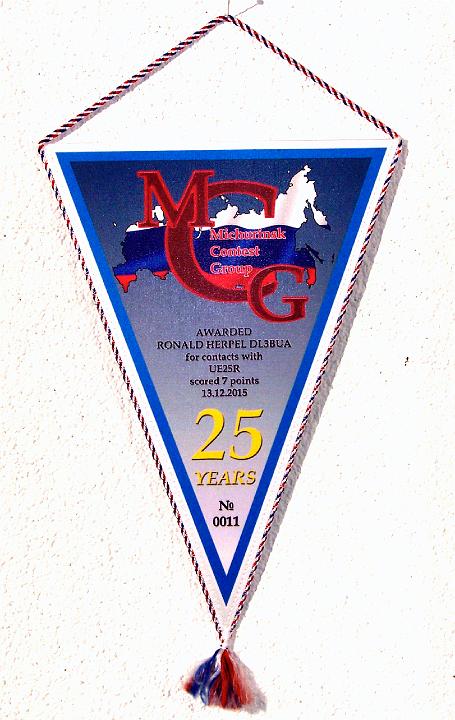 MCG
Michurinsk
Contest
Group
AWARDED
RONALD HERPEL DL3BUA
for contacts with
UE25R
scored 7 points
13.12.2015
25
YEARS
№
0011